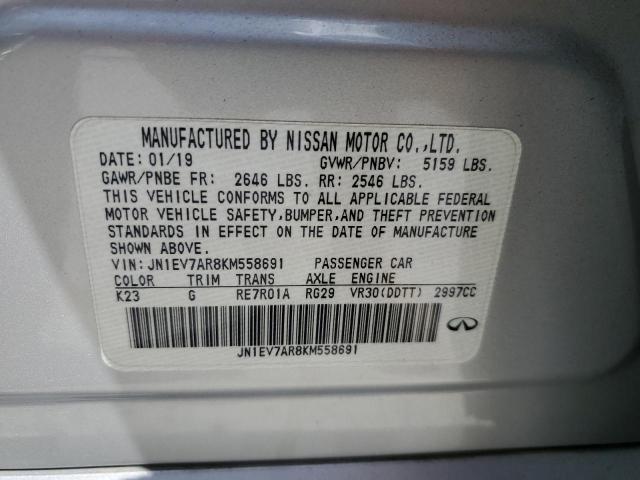 MANUFACTURED BY NISSAN MOTOR CO.,LTD.
DATE: 01/19 GVWR/PNBV: 5159 LBS.
GAWR/PNBE FR: 2646 LBS. RR: 2546 LBS.
THIS VEHICLE CONFORMS TO ALL APPLICABLE FEDERAL
MOTOR VEHICLE SAFETY,BUMPER,AND THEFT PREVENTION
STANDARDS IN EFFECT ON THE DATE OF MANUFACTURE
SHOWN ABOVE.
VIN: JN1EV7AR8KM558691 PASSENGER CAR
COLOR TRIM TRANS AXLE ENGINE
K23 G RE7R01A RG29 VR30(DDTT) 2997CC
JN1EV7AR8KM558691